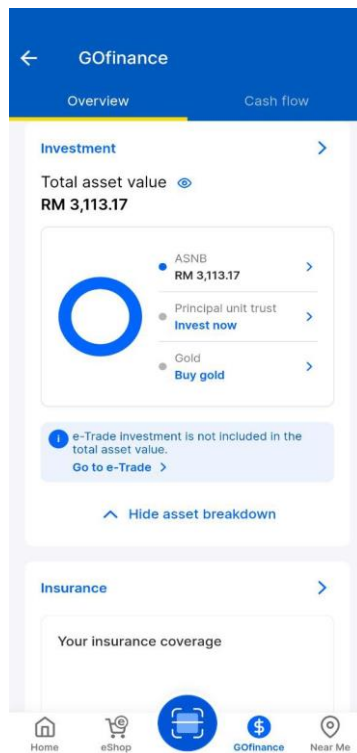 GOfinance
Overview
Cash flow
Investment
Total asset value
RM 3,113.17
ASNB
RM 3,113.17
Principal unit trust
Invest now
Gold
Buy gold
e-Trade investment is not included in the
total asset value.
Go to e-Trade
Hide asset breakdown
Insurance
Your insurance coverage
Home
eShop
GOfinance
Near Me